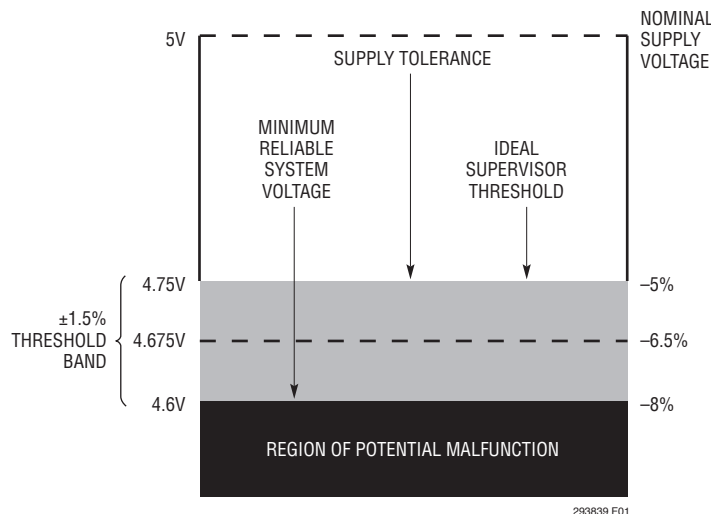 NOMINAL
SUPPLY
VOLTAGE
5V
SUPPLY TOLERANCE
MINIMUM
RELIABLE
SYSTEM
VOLTAGE
IDEAL
SUPERVISOR
THRESHOLD
4.75V
–5%
±1.5%
THRESHOLD
BAND
4.675V
–6.5%
4.6V
–8%
REGION OF POTENTIAL MALFUNCTION
293839 F01